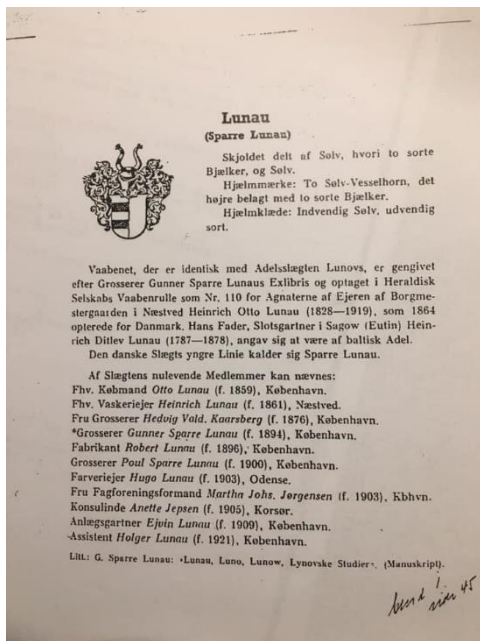 Lunau
(Sparre Lunau)
Skjoldet delt af Sølv, hvori to sorte
Bjælker, og Sølv.
Hjælmmærke: To Sølv-Vesselhorn, det
højre belagt med to sorte Bjælker.
Hjælmklæde: Indvendig Sølv, udvendig
sort.
Vaabenet, der er identisk med Adelsslægten Lunovs, er gengivet
efter Grosserer Gunner Sparre Lunaus Exlibris og optaget i Heraldisk
Selskabs Vaabenrulle som Nr. 110 for Agnaterne af Ejeren af Borgme-
stergaarden i Næstved Heinrich Otto Lunau (1828—1919), som 1864
opterede for Danmark. Hans Fader, Slotsgartner i Sagow (Eutin) Hein-
rich Ditlev Lunau (1787—1878), angav sig at være af baltisk Adel.
Den danske Slægts yngre Linie kalder sig Sparre Lunau.
Af Slægtens nulevende Medlemmer kan nævnes:
Fhv. Købmand Otto Lunau (f. 1859), København.
Fhv. Vaskeriejer Heinrich Lunau (f. 1861), Næstved.
Fru Grosserer Hedvig Vald. Kaarsberg (f. 1876), København.
*Grosserer Gunner Sparre Lunau (f. 1894), København.
Fabrikant Robert Lunau (f. 1896), København.
Grosserer Poul Sparre Lunau (f. 1900), København.
Farveriejer Hugo Lunau (f. 1903), Odense.
Fru Fagforeningsformand Martha Johs. Jørgensen (f. 1903), Kbhvn.
Konsulinde Anette Jepsen (f. 1905), Korsør.
Anlægsgartner Ejvin Lunau (f. 1909), København.
Assistent Holger Lunau (f. 1921), København.
Litt.: G. Sparre Lunau: »Lunau, Luno, Lunow, Lynovske Studier«. (Manuskript).
bind 1.
side 45